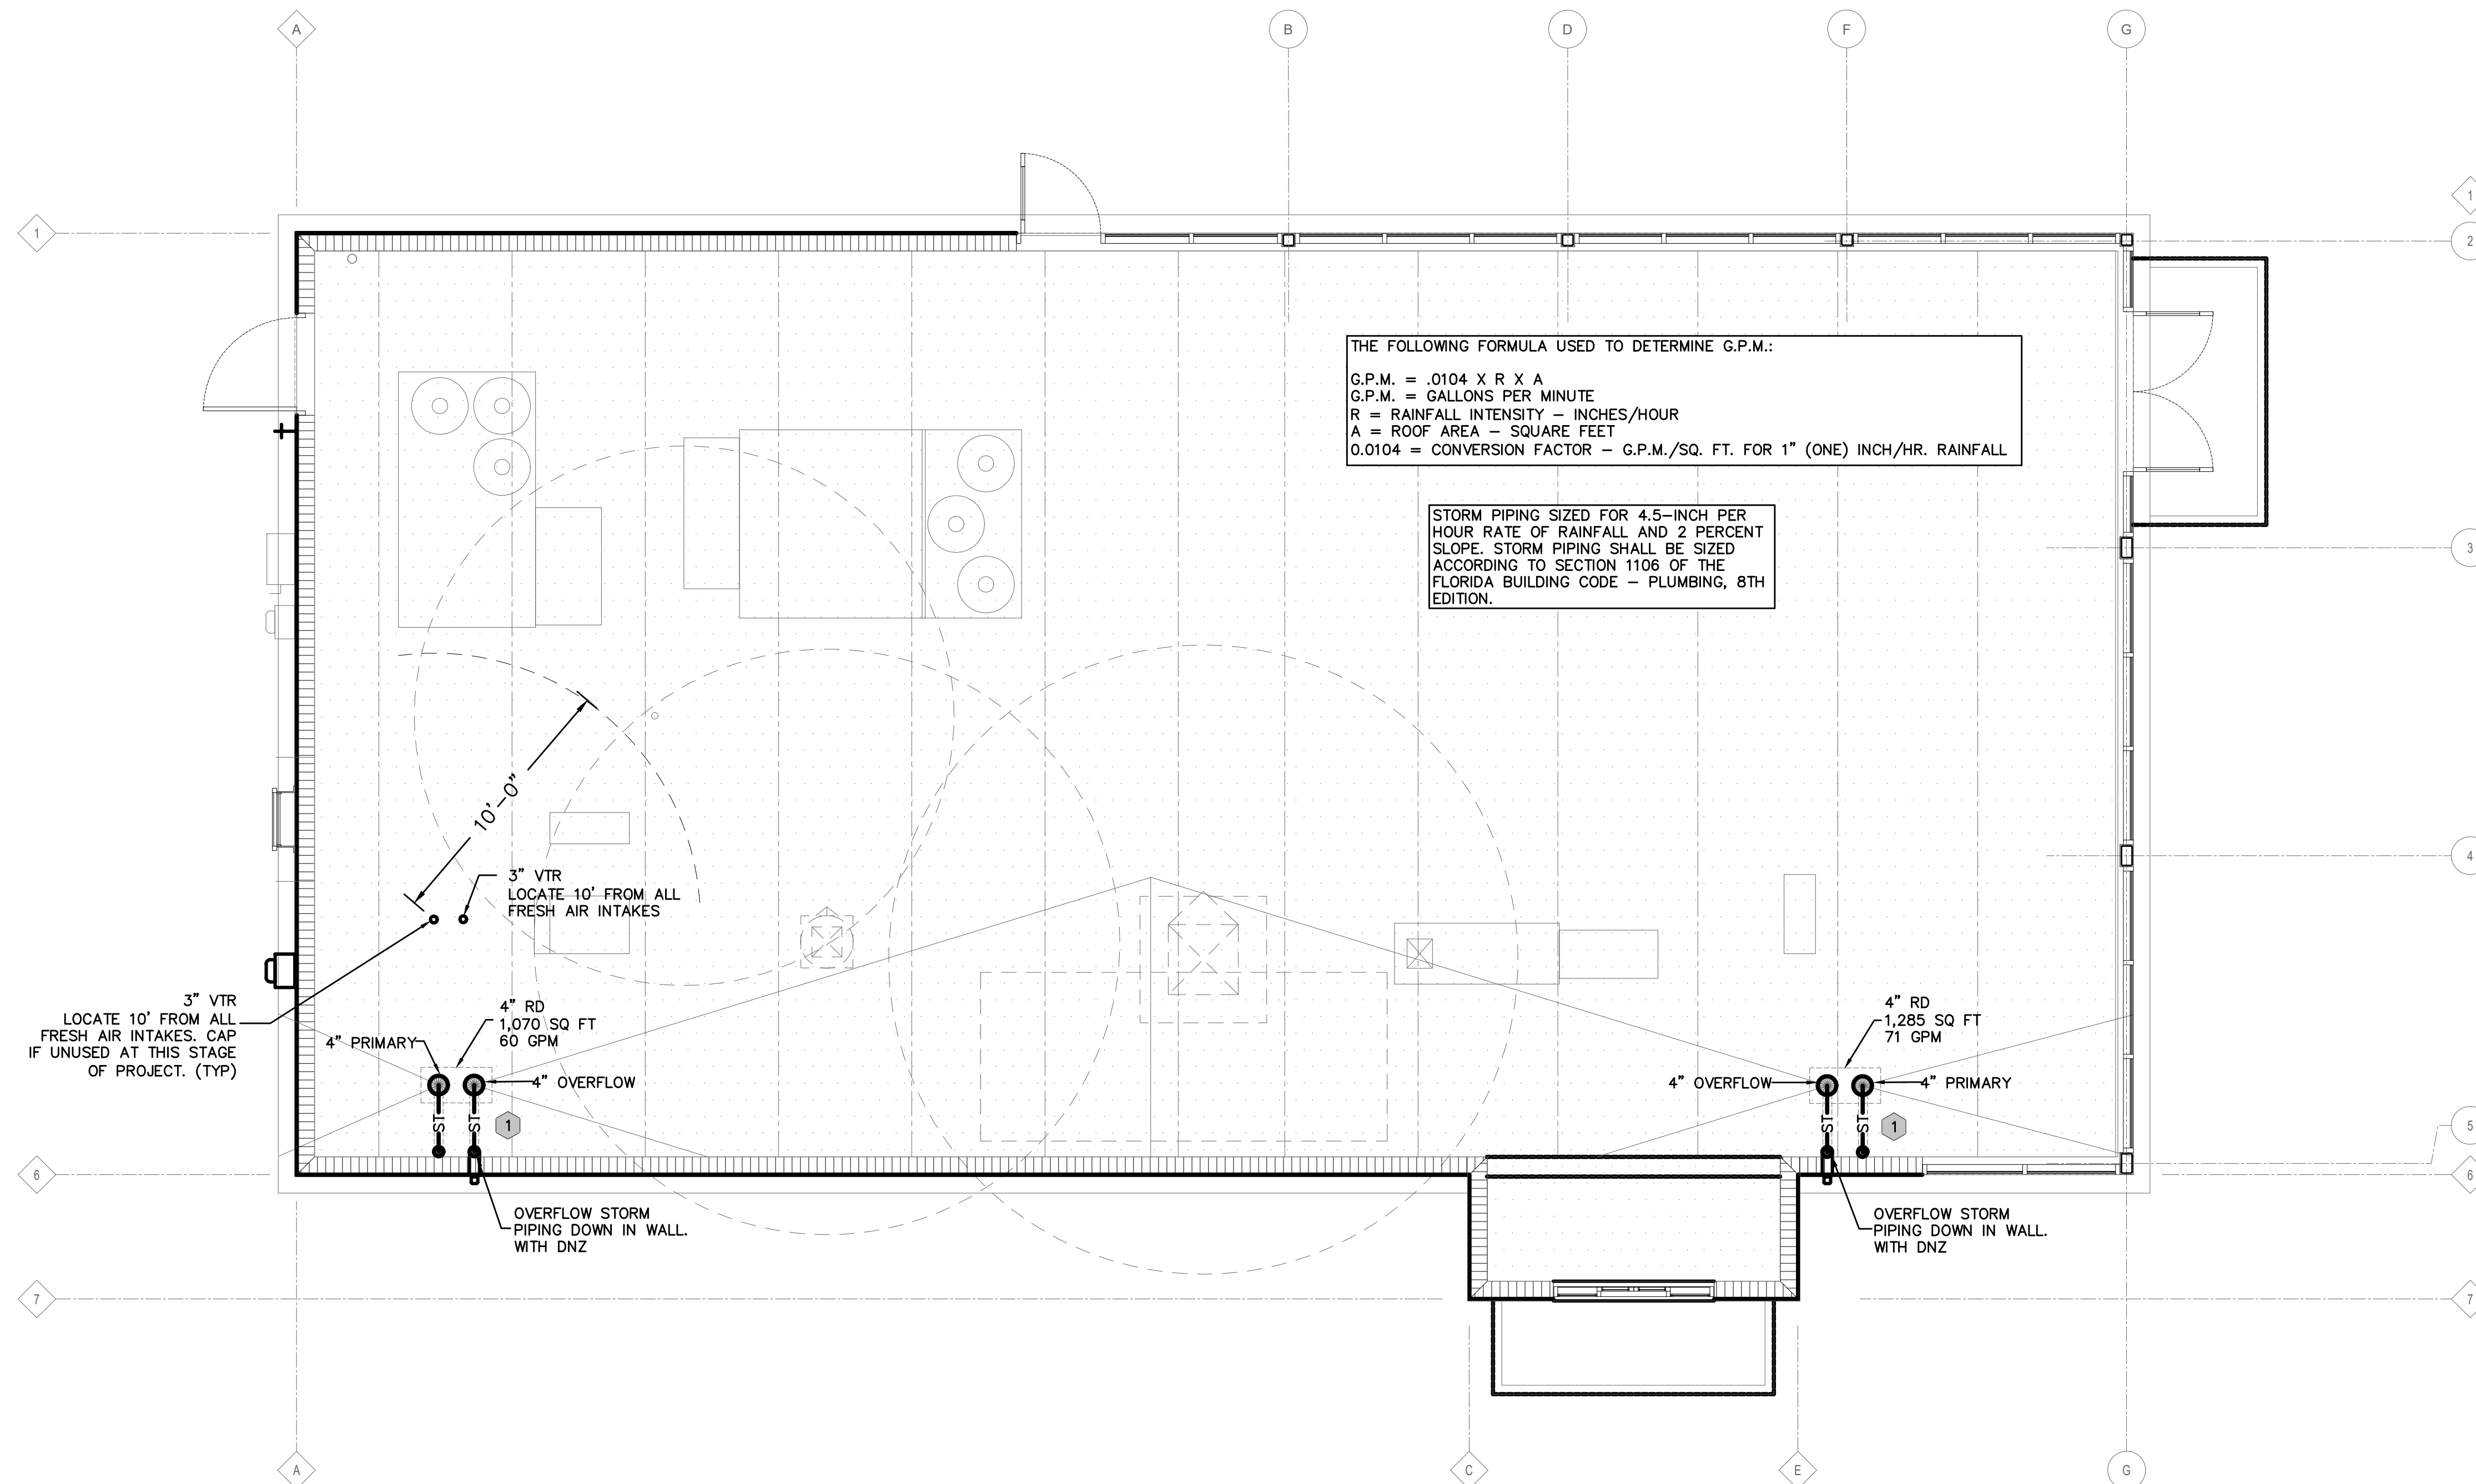 A
B
D
F
G
1
1
2
THE FOLLOWING FORMULA USED TO DETERMINE G.P.M.:
G.P.M. = .0104 X R X A
G.P.M. = GALLONS PER MINUTE
R = RAINFALL INTENSITY – INCHES/HOUR
A = ROOF AREA – SQUARE FEET
0.0104 = CONVERSION FACTOR – G.P.M./SQ. FT. FOR 1" (ONE) INCH/HR. RAINFALL
STORM PIPING SIZED FOR 4.5–INCH PER
HOUR RATE OF RAINFALL AND 2 PERCENT
SLOPE. STORM PIPING SHALL BE SIZED
ACCORDING TO SECTION 1106 OF THE
FLORIDA BUILDING CODE – PLUMBING, 8TH
EDITION.
3
10'–0"
4
3" VTR
LOCATE 10' FROM ALL
FRESH AIR INTAKES
3" VTR
LOCATE 10' FROM ALL
FRESH AIR INTAKES. CAP
IF UNUSED AT THIS STAGE
OF PROJECT. (TYP)
4" RD
1,070 SQ FT
60 GPM
4" PRIMARY
4" OVERFLOW
ST
ST
1
4" RD
1,285 SQ FT
71 GPM
4" OVERFLOW
4" PRIMARY
ST
ST
1
5
6
6
OVERFLOW STORM
PIPING DOWN IN WALL.
WITH DNZ
OVERFLOW STORM
PIPING DOWN IN WALL.
WITH DNZ
7
7
A
C
E
G